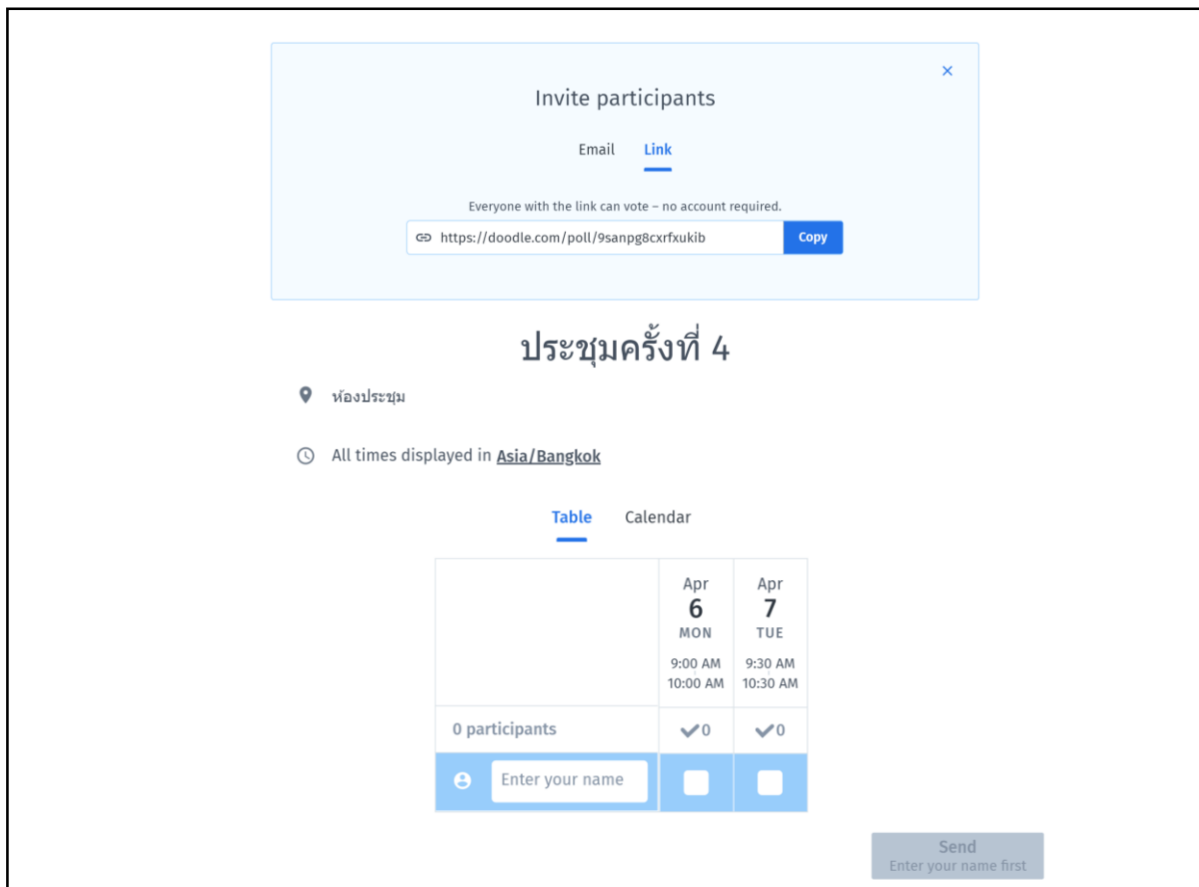 Invite participants
Email Link
Everyone with the link can vote – no account required.
https://doodle.com/poll/9sanpg8cxrfxukib Copy
ประชุมครั้งที่ 4
ห้องประชุม
All times displayed in Asia/Bangkok
Table Calendar
Apr Apr
6 7
MON TUE
9:00 AM 9:30 AM
10:00 AM 10:30 AM
0 participants 0 0
Enter your name
Send
Enter your name first